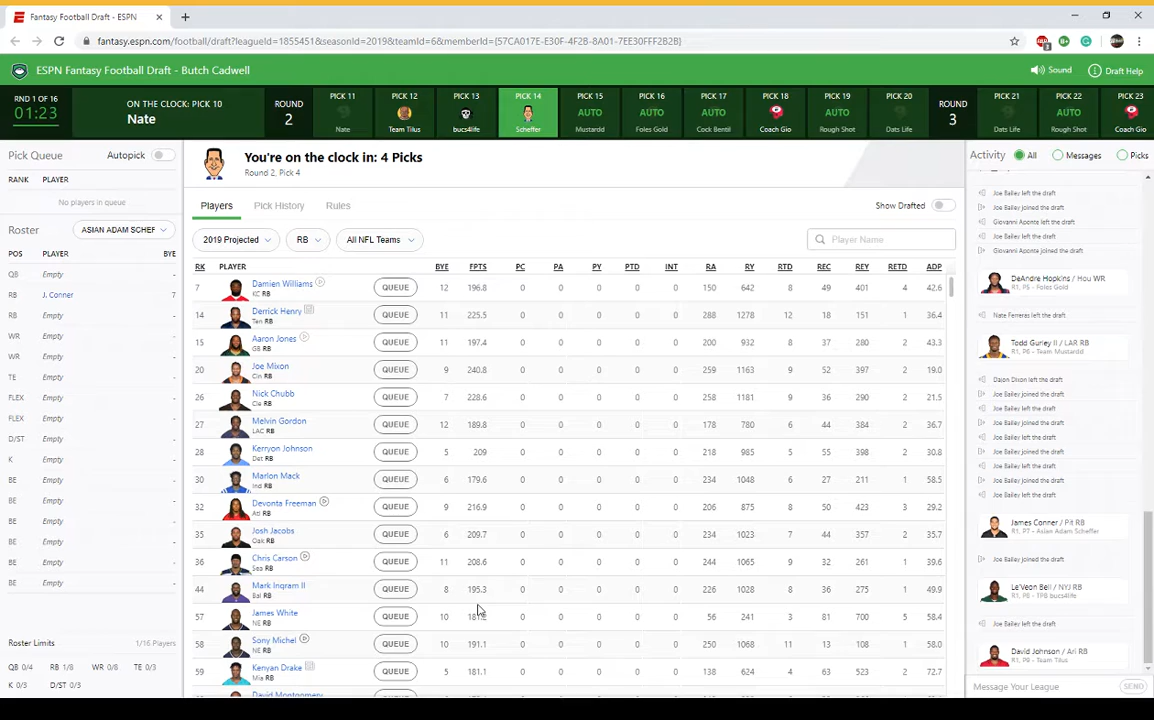 Fantasy Football Draft - ESPN
fantasy.espn.com/football/draft?leagueId=1855451&seasonId=2019&teamId=6&memberId={57CA017E-E30F-4F2B-8A01-7EE30FFF2B2B}
ESPN Fantasy Football Draft - Butch Cadwell
Sound
Draft Help
RND 1 OF 16
01:23
ON THE CLOCK: PICK 10
Nate
ROUND 2
PICK 11 Nate
PICK 12 Team Titus
PICK 13 bucs4life
PICK 14 Scheffer
PICK 15 AUTO Mustardd
PICK 16 AUTO Foles Gold
PICK 17 AUTO Cock Bentil
PICK 18 Coach Gio
PICK 19 AUTO Rough Shot
PICK 20 Dats Life
ROUND 3
PICK 21 Dats Life
PICK 22 AUTO Rough Shot
PICK 23 Coach Gio
Pick Queue
Autopick
RANK PLAYER
No players in queue
Roster
ASIAN ADAM SCHEF
POS PLAYER BYE
QB Empty -
RB J. Conner 7
RB Empty -
WR Empty -
WR Empty -
TE Empty -
FLEX Empty -
FLEX Empty -
D/ST Empty -
K Empty -
BE Empty -
BE Empty -
BE Empty -
BE Empty -
BE Empty -
BE Empty -
Roster Limits 1/16 Players
QB 0/4 RB 1/8 WR 0/8 TE 0/3
K 0/3 D/ST 0/3
You're on the clock in: 4 Picks
Round 2, Pick 4
Players Pick History Rules
Show Drafted
2019 Projected RB All NFL Teams
Player Name
RK PLAYER BYE FPTS PC PA PY PTD INT RA RY RTD REC REY RETD ADP
7 Damien Williams KC RB QUEUE 12 196.8 0 0 0 0 0 150 642 8 49 401 4 42.6
14 Derrick Henry Ten RB QUEUE 11 225.5 0 0 0 0 0 288 1278 12 18 151 1 36.4
15 Aaron Jones GB RB QUEUE 11 197.4 0 0 0 0 0 200 932 8 37 280 2 43.3
20 Joe Mixon Cin RB QUEUE 9 240.8 0 0 0 0 0 259 1163 9 52 397 2 19.0
26 Nick Chubb Cle RB QUEUE 7 228.6 0 0 0 0 0 258 1181 9 36 290 2 21.5
27 Melvin Gordon LAC RB QUEUE 12 189.8 0 0 0 0 0 178 780 6 44 384 2 36.7
28 Kerryon Johnson Det RB QUEUE 5 209 0 0 0 0 0 218 985 5 55 398 2 30.8
30 Marlon Mack Ind RB QUEUE 6 179.6 0 0 0 0 0 234 1048 6 27 211 1 58.5
32 Devonta Freeman Atl RB QUEUE 9 216.9 0 0 0 0 0 206 875 8 50 423 3 29.2
35 Josh Jacobs Oak RB QUEUE 6 209.7 0 0 0 0 0 234 1023 7 44 357 2 35.7
36 Chris Carson Sea RB QUEUE 11 208.6 0 0 0 0 0 244 1065 9 32 261 1 39.6
44 Mark Ingram II Bal RB QUEUE 8 195.3 0 0 0 0 0 226 1028 8 31 235 1 49.9
57 James White NE RB QUEUE 10 0 0 0 0 0 56 241 3 81 700 5 58.4
58 Sony Michel NE RB QUEUE 10 191.1 0 0 0 0 0 250 1068 11 13 108 1 58.0
59 Kenyan Drake Mia RB QUEUE 5 181.1 0 0 0 0 0 138 624 4 63 523 3 72.7
David Montgomery
Activity All Messages Picks
Joe Bailey left the draft
Joe Bailey joined the draft
Giovanni Aponte left the draft
Joe Bailey left the draft
Giovanni Aponte joined the draft
DeAndre Hopkins / Hou WR
R1, P5 - Foles Gold
Nate Ferreras left the draft
Todd Gurley II / LAR RB
R1, P6 - Team Mustardd
Dajon Dixon left the draft
Joe Bailey joined the draft
Joe Bailey left the draft
Joe Bailey joined the draft
Joe Bailey joined the draft
Joe Bailey left the draft
Joe Bailey left the draft
Joe Bailey joined the draft
Joe Bailey left the draft
James Conner / Pit RB
R1, P7 - Asian Adam Scheffer
Joe Bailey joined the draft
Le'Veon Bell / NYJ RB
R1, P8 - TPB bucs4life
Joe Bailey left the draft
David Johnson / Ari RB
R1, P9 - Team Titus
Message Your League
SEND